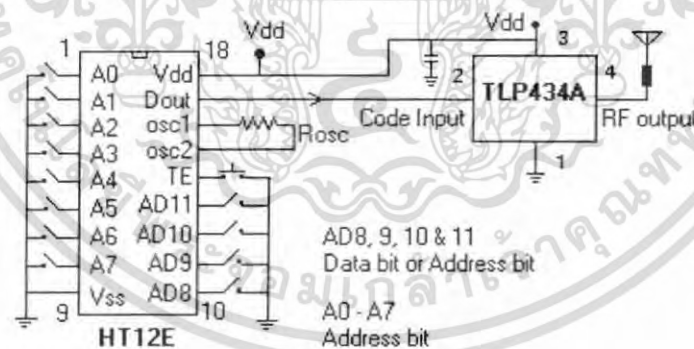 Vdd
Vdd
1
18
3
A0
Vdd
2
TLP434A
4
A1
Dout
Code Input
RF output
A2
osc1
Rosc
A3
osc2
1
A4
TE
A5
AD11
A6
AD10
AD8, 9, 10 & 11
A7
AD9
Data bit or Address bit
Vss
AD8
9
10
A0 - A7
HT12E
Address bit